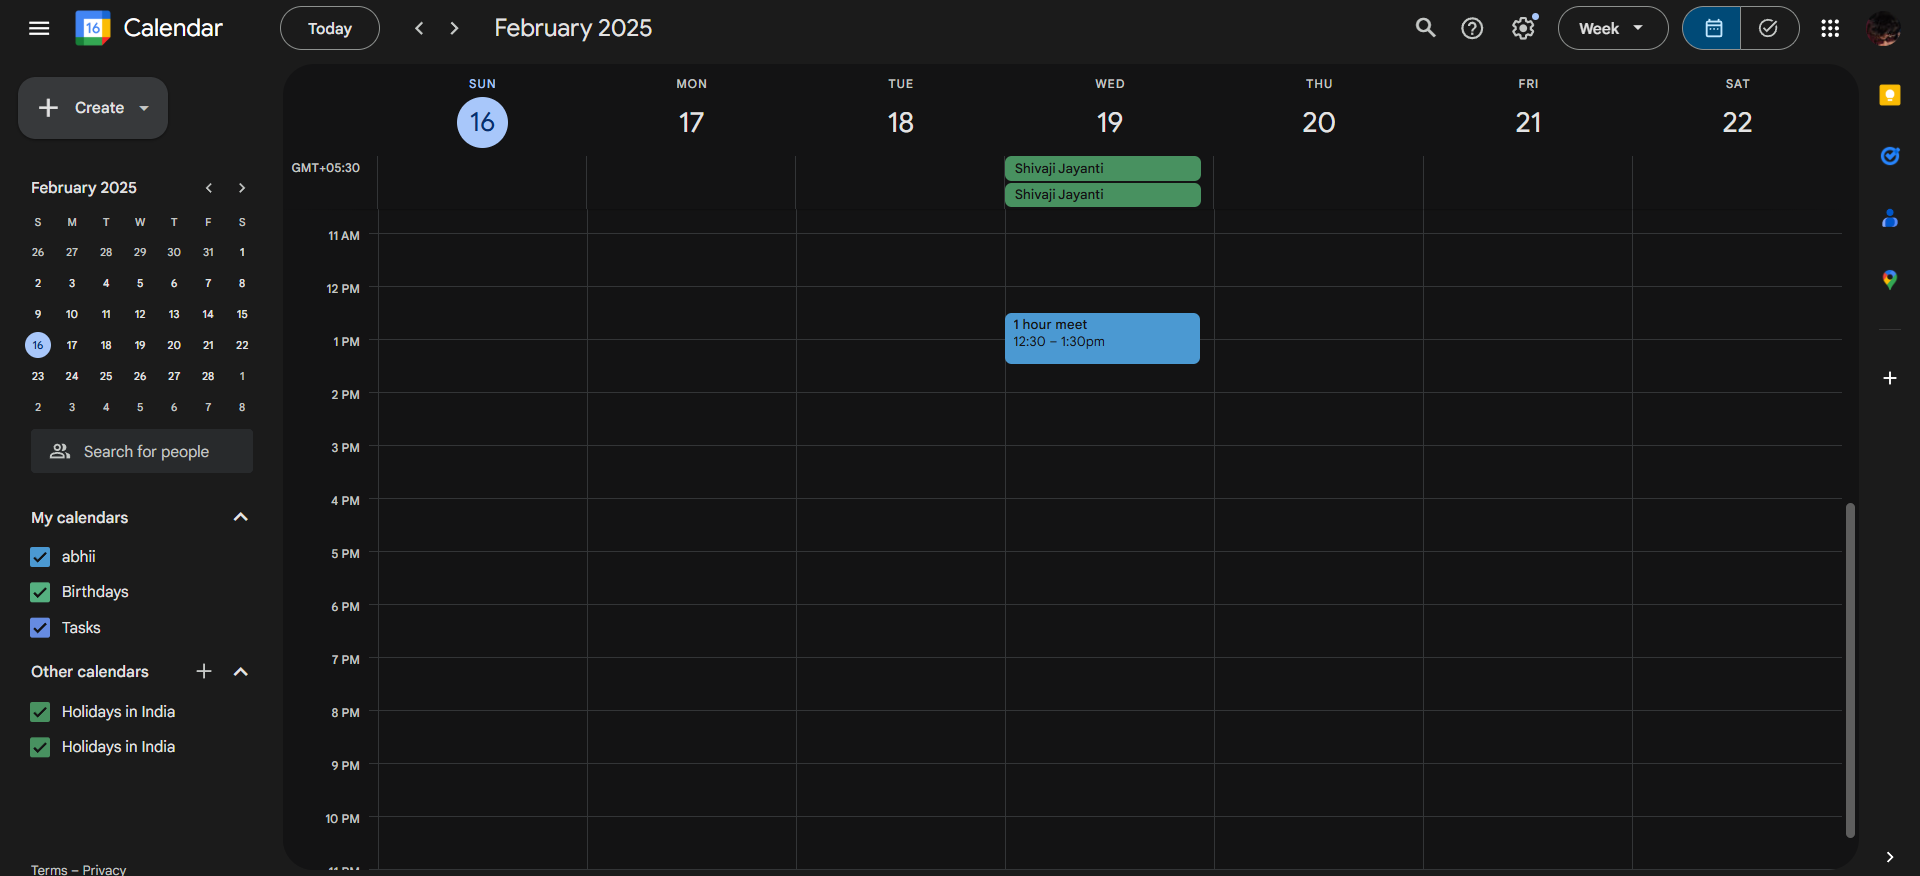 16 Calendar
Today
February 2025
Week
Create
February 2025
S M T W T F S
26 27 28 29 30 31 1
2 3 4 5 6 7 8
9 10 11 12 13 14 15
16 17 18 19 20 21 22
23 24 25 26 27 28 1
2 3 4 5 6 7 8
Search for people
My calendars
abhii
Birthdays
Tasks
Other calendars
Holidays in India
Holidays in India
Terms – Privacy
SUN MON TUE WED THU FRI SAT
16 17 18 19 20 21 22
GMT+05:30
Shivaji Jayanti
Shivaji Jayanti
11 AM
12 PM
1 hour meet
12:30 – 1:30pm
1 PM
2 PM
3 PM
4 PM
5 PM
6 PM
7 PM
8 PM
9 PM
10 PM
11 PM